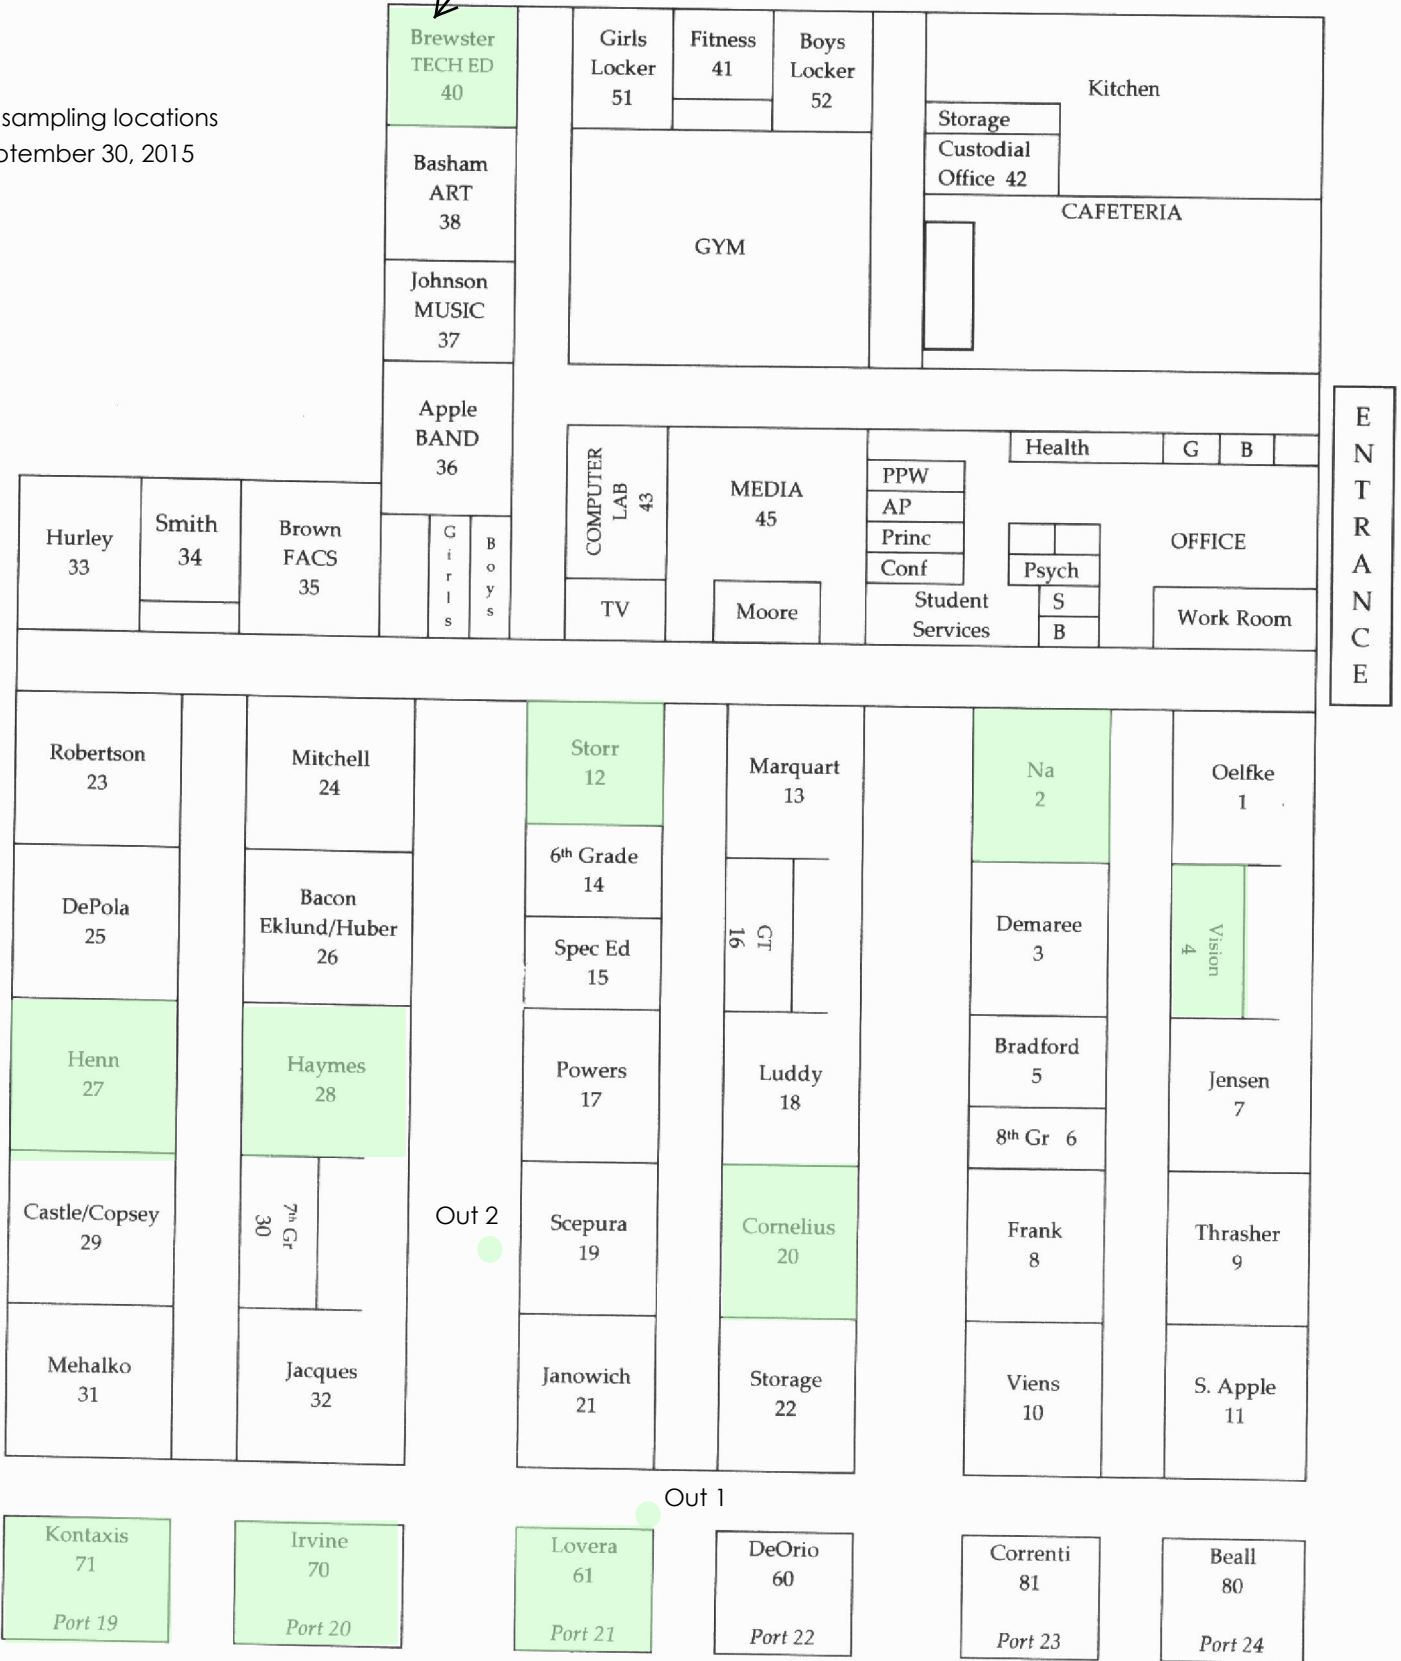 sampling locations
ptember 30, 2015
Brewster
TECH ED
40
Girls
Locker
51
Fitness
41
Boys
Locker
52
Kitchen
Storage
Custodial
Office 42
CAFETERIA
Basham
ART
38
GYM
Johnson
MUSIC
37
Apple
BAND
36
ENTRANCE
Hurley
33
Smith
34
Brown
FACS
35
Girls
Boys
COMPUTER
LAB
43
TV
MEDIA
45
Moore
Health
G
B
PPW
AP
Princ
Conf
Student
Services
Psych
S
B
OFFICE
Work Room
Robertson
23
Mitchell
24
Storr
12
Marquart
13
Na
2
Oelfke
1
6th Grade
14
DePola
25
Bacon
Eklund/Huber
26
Spec Ed
15
GT
16
Demaree
3
Vision
4
Henn
27
Haymes
28
Powers
17
Luddy
18
Bradford
5
8th Gr 6
Jensen
7
Castle/Copsey
29
7th Gr
30
Out 2
Scepura
19
Cornelius
20
Frank
8
Thrasher
9
Mehalko
31
Jacques
32
Janowich
21
Storage
22
Viens
10
S. Apple
11
Out 1
Kontaxis
71
Port 19
Irvine
70
Port 20
Lovera
61
Port 21
DeOrio
60
Port 22
Correnti
81
Port 23
Beall
80
Port 24